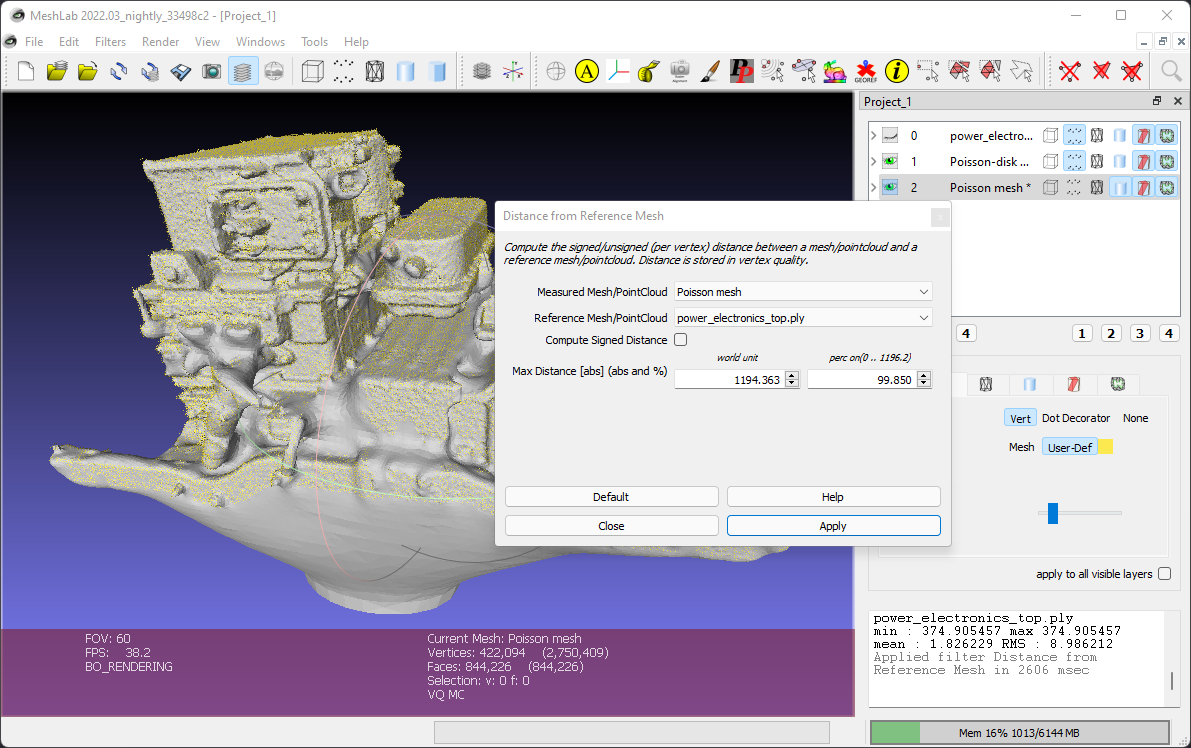 MeshLab 2022.03_nightly_33498c2 - [Project_1]
File Edit Filters Render View Windows Tools Help
A
PP
GEOREF
i
Project_1
0 power_electro...
1 Poisson-disk ...
2 Poisson mesh *
Distance from Reference Mesh
Compute the signed/unsigned (per vertex) distance between a mesh/pointcloud and a
reference mesh/pointcloud. Distance is stored in vertex quality.
Measured Mesh/PointCloud Poisson mesh
Reference Mesh/PointCloud power_electronics_top.ply
Compute Signed Distance
world unit perc on(0 .. 1196.2)
Max Distance [abs] (abs and %) 1194.363 99.850
Default Help
Close Apply
4 1 2 3 4
Vert Dot Decorator None
Mesh User-Def
apply to all visible layers
power_electronics_top.ply
min : 374.905457 max 374.905457
mean : 1.826229 RMS : 8.986212
Applied filter Distance from
Reference Mesh in 2606 msec
FOV: 60
FPS: 38.2
BO_RENDERING
Current Mesh: Poisson mesh
Vertices: 422,094 (2,750,409)
Faces: 844,226 (844,226)
Selection: v: 0 f: 0
VQ MC
Mem 16% 1013/6144 MB